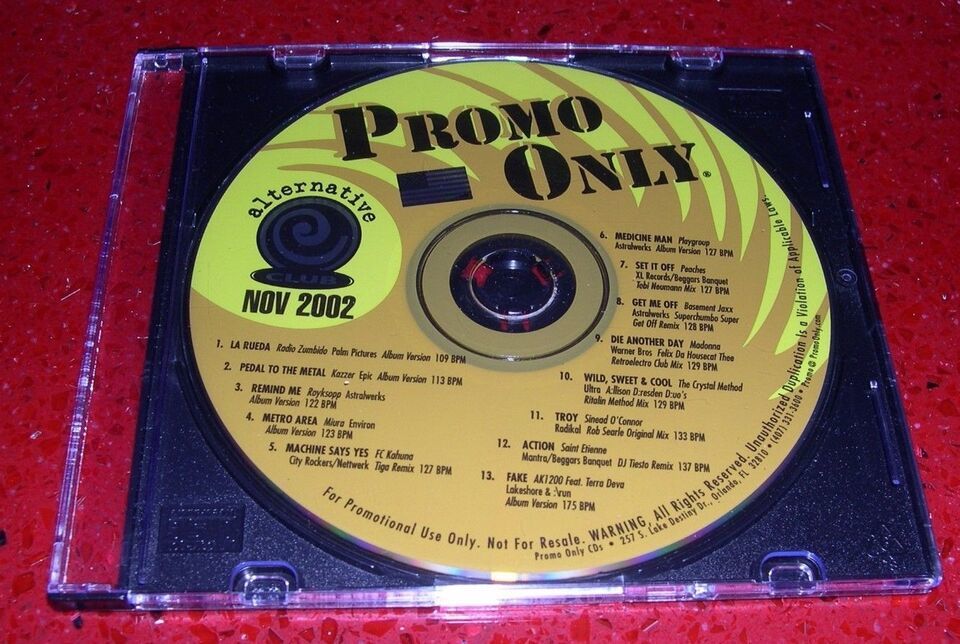 PROMO
ONLY®
alternative
CLUB
NOV 2002
1. LA RUEDA Radio Zumbido Palm Pictures Album Version 109 BPM
2. PEDAL TO THE METAL Kazzer Epic Album Version 113 BPM
3. REMIND ME Royksopp Astralwerks
Album Version 122 BPM
4. METRO AREA Miura Environ
Album Version 123 BPM
5. MACHINE SAYS YES FC Kahuna
City Rockers/Nettwerk Tiga Remix 127 BPM
6. MEDICINE MAN Playgroup
Astralwerks Album Version 127 BPM
7. SET IT OFF Peaches
XL Records/Beggars Banquet
Tobi Neumann Mix 127 BPM
8. GET ME OFF Basement Jaxx
Astralwerks Superchumbo Super
Get Off Remix 128 BPM
9. DIE ANOTHER DAY Madonna
Warner Bros Felix Da Housecat Thee
Retroelectro Club Mix 129 BPM
10. WILD, SWEET & COOL The Crystal Method
Ultra A:llison D:resden D:uo's
Ritalin Method Mix 129 BPM
11. TROY Sinead O'Connor
Radikal Rob Searle Original Mix 133 BPM
12. ACTION Saint Etienne
Mantra/Beggars Banquet DJ Tiesto Remix 137 BPM
13. FAKE AK1200 Feat. Terra Deva
Lakeshore & :\run
Album Version 175 BPM
For Promotional Use Only. Not For Resale. WARNING, All Rights Reserved. Unauthorized Duplication Is a Violation of Applicable Laws.
Promo Only CDs • 257 S. Lake Destiny Dr., Orlando, FL 32810 • (407) 331-3600 • Promo@PromoOnly.com